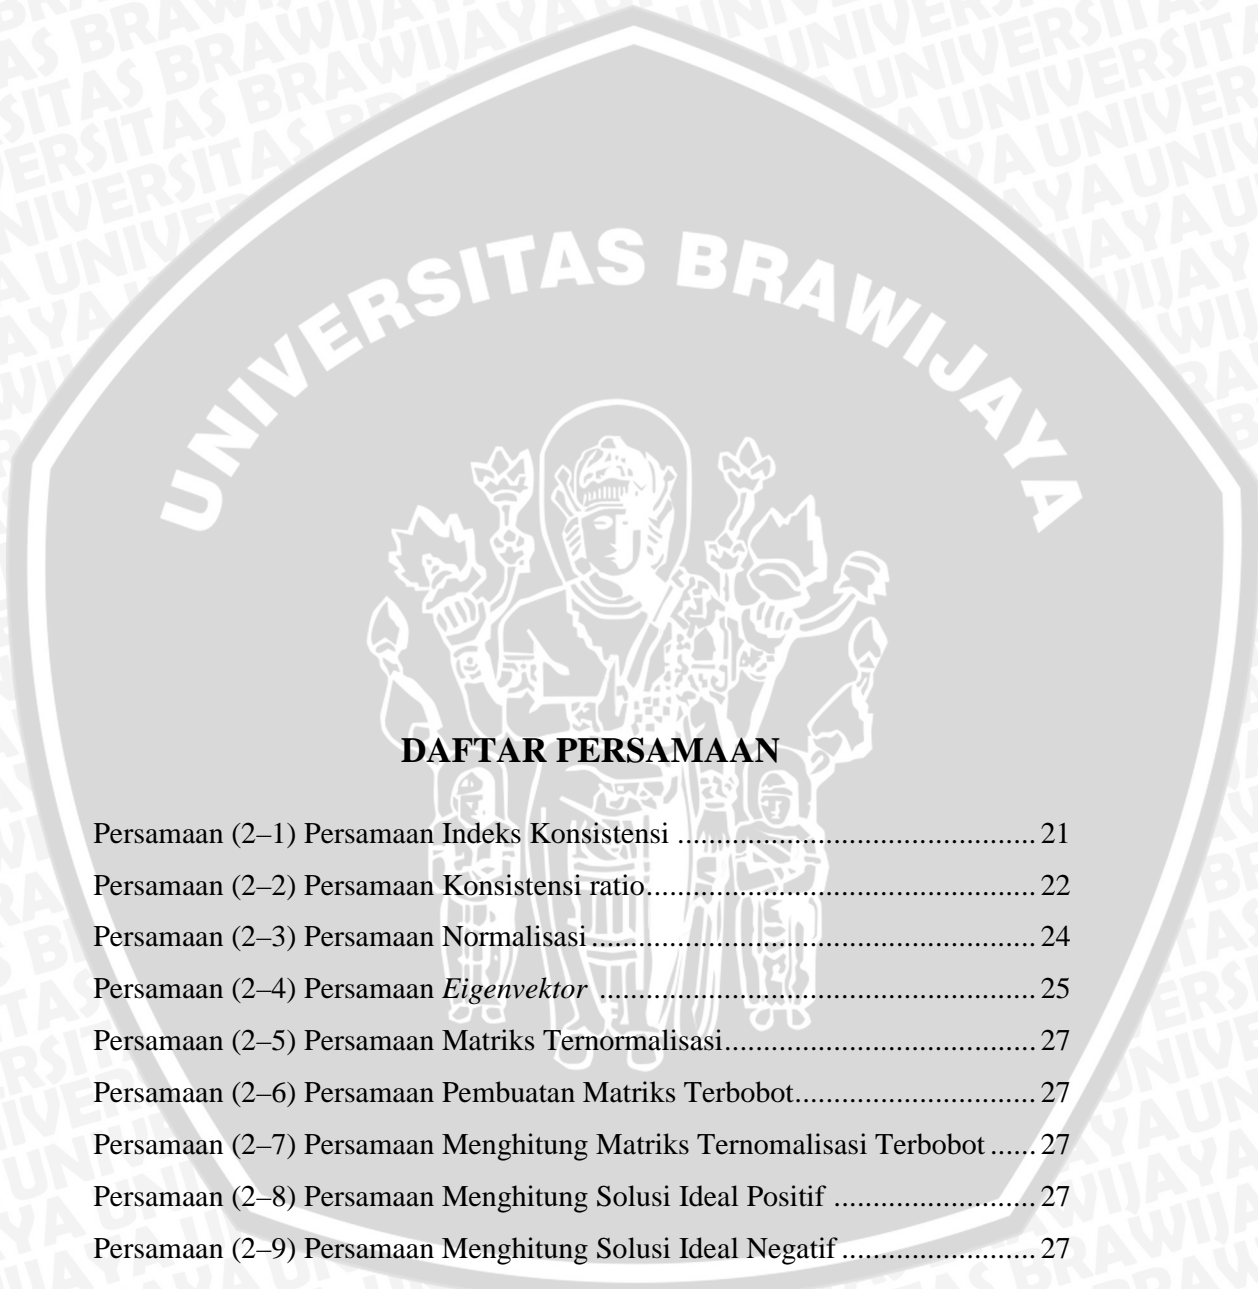 UNIVERSITAS BRAWIJAYA
DAFTAR PERSAMAAN
Persamaan (2–1) Persamaan Indeks Konsistensi .......................................... 21
Persamaan (2–2) Persamaan Konsistensi ratio.............................................. 22
Persamaan (2–3) Persamaan Normalisasi .................................................... 24
Persamaan (2–4) Persamaan Eigenvektor ................................................... 25
Persamaan (2–5) Persamaan Matriks Ternormalisasi..................................... 27
Persamaan (2–6) Persamaan Pembuatan Matriks Terbobot............................. 27
Persamaan (2–7) Persamaan Menghitung Matriks Ternomalisasi Terbobot ...... 27
Persamaan (2–8) Persamaan Menghitung Solusi Ideal Positif ........................ 27
Persamaan (2–9) Persamaan Menghitung Solusi Ideal Negatif ....................... 27